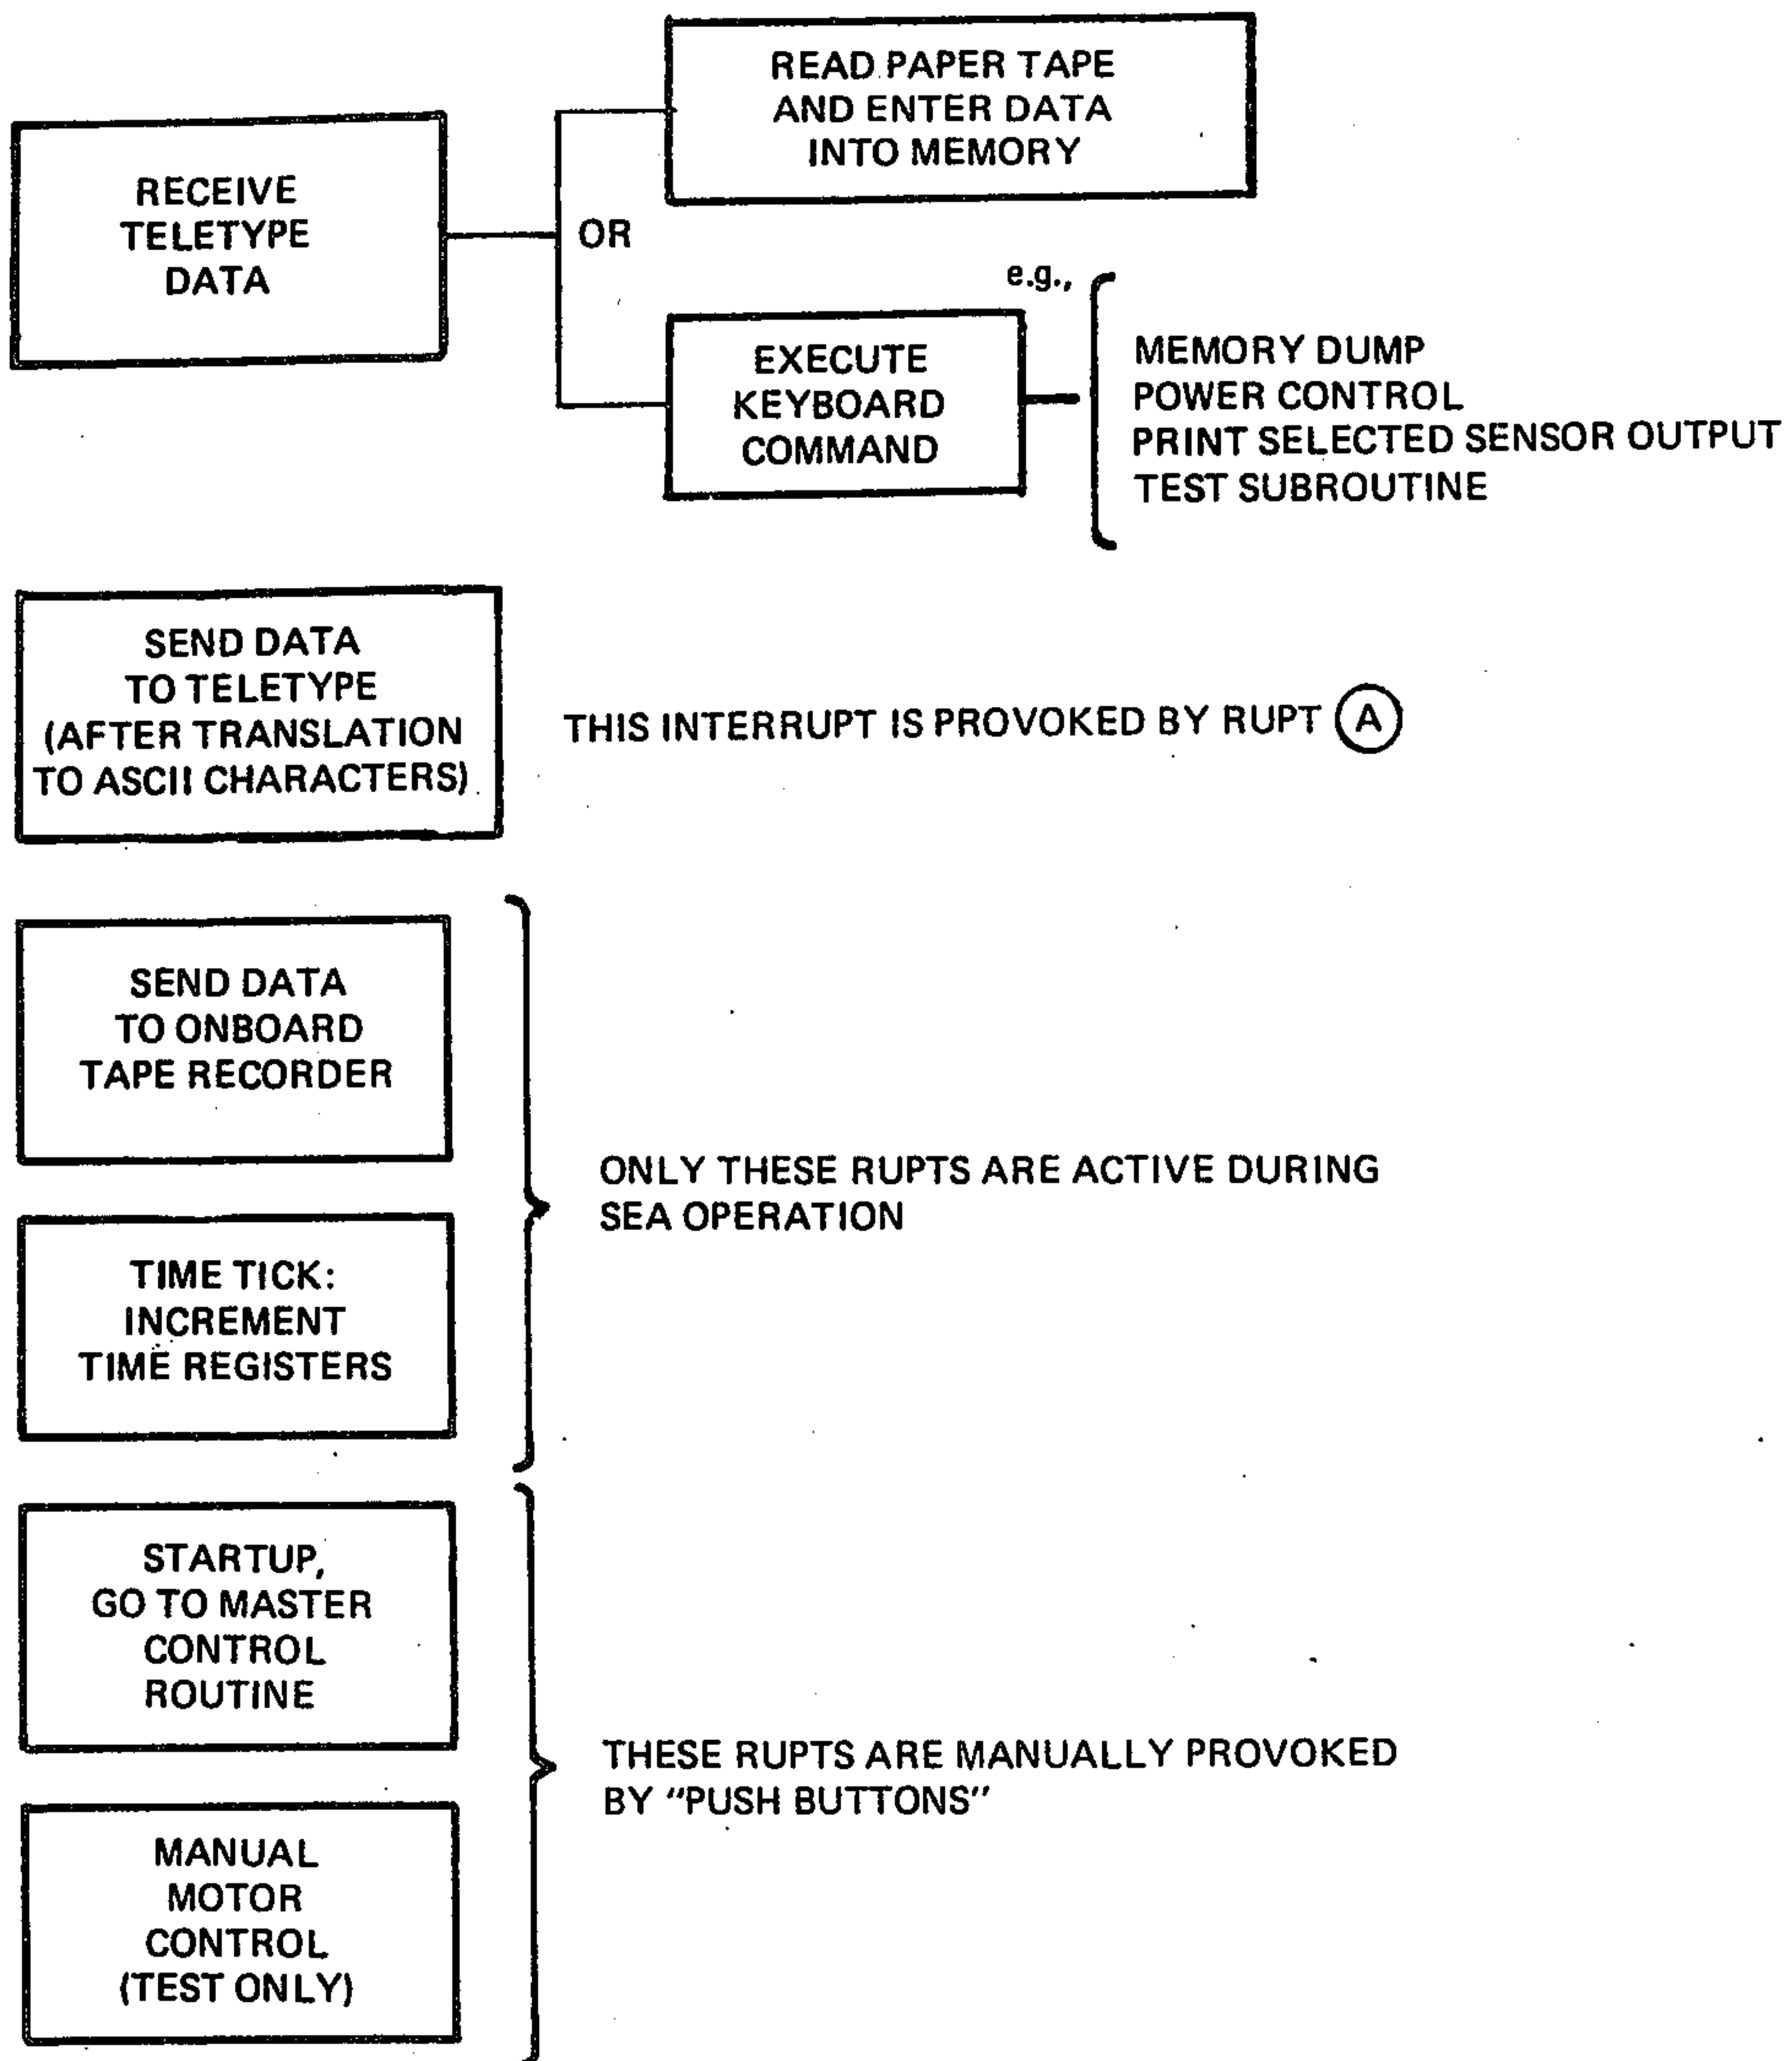 READ PAPER TAPE
AND ENTER DATA
INTO MEMORY
RECEIVE
TELETYPE
DATA
OR
e.g.,
EXECUTE
KEYBOARD
COMMAND
MEMORY DUMP
POWER CONTROL
PRINT SELECTED SENSOR OUTPUT
TEST SUBROUTINE
SEND DATA
TO TELETYPE
(AFTER TRANSLATION
TO ASCII CHARACTERS)
THIS INTERRUPT IS PROVOKED BY RUPT A
SEND DATA
TO ONBOARD
TAPE RECORDER
ONLY THESE RUPTS ARE ACTIVE DURING
SEA OPERATION
TIME TICK:
INCREMENT
TIME REGISTERS
STARTUP,
GO TO MASTER
CONTROL
ROUTINE
THESE RUPTS ARE MANUALLY PROVOKED
BY "PUSH BUTTONS"
MANUAL
MOTOR
CONTROL
(TEST ONLY)